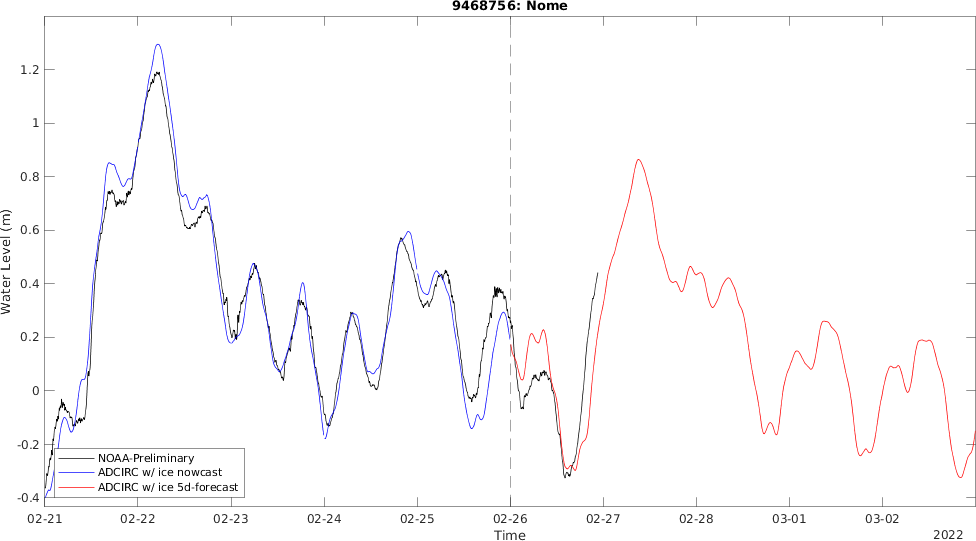 9468756: Nome
1.2
1
0.8
0.6
0.4
0.2
0
-0.2
-0.4
Water Level (m)
NOAA-Preliminary
ADCIRC w/ ice nowcast
ADCIRC w/ ice 5d-forecast
02-21 02-22 02-23 02-24 02-25 02-26 02-27 02-28 03-01 03-02
Time
2022